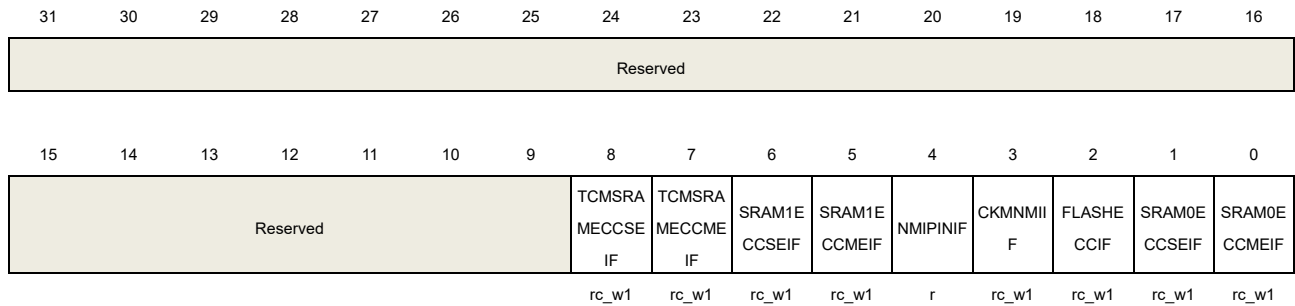 31 30 29 28 27 26 25 24 23 22 21 20 19 18 17 16
Reserved
15 14 13 12 11 10 9 8 7 6 5 4 3 2 1 0
Reserved
TCMSRA
MECCSE
IF
TCMSRA
MECCME
IF
SRAM1E
CCSEIF
SRAM1E
CCMEIF
NMIPINIF
CKMNMII
F
FLASHE
CCIF
SRAM0E
CCSEIF
SRAM0E
CCMEIF
rc_w1 rc_w1 rc_w1 rc_w1 r rc_w1 rc_w1 rc_w1 rc_w1